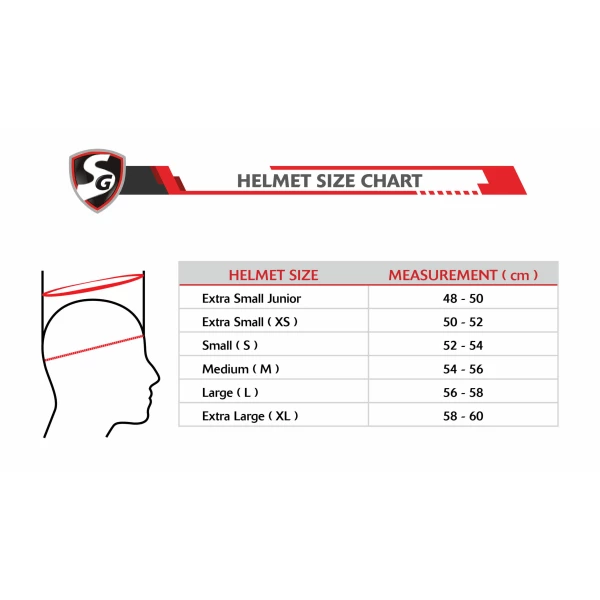 SG
HELMET SIZE CHART
HELMET SIZE MEASUREMENT ( cm )
Extra Small Junior 48 - 50
Extra Small ( XS ) 50 - 52
Small ( S ) 52 - 54
Medium ( M ) 54 - 56
Large ( L ) 56 - 58
Extra Large ( XL ) 58 - 60